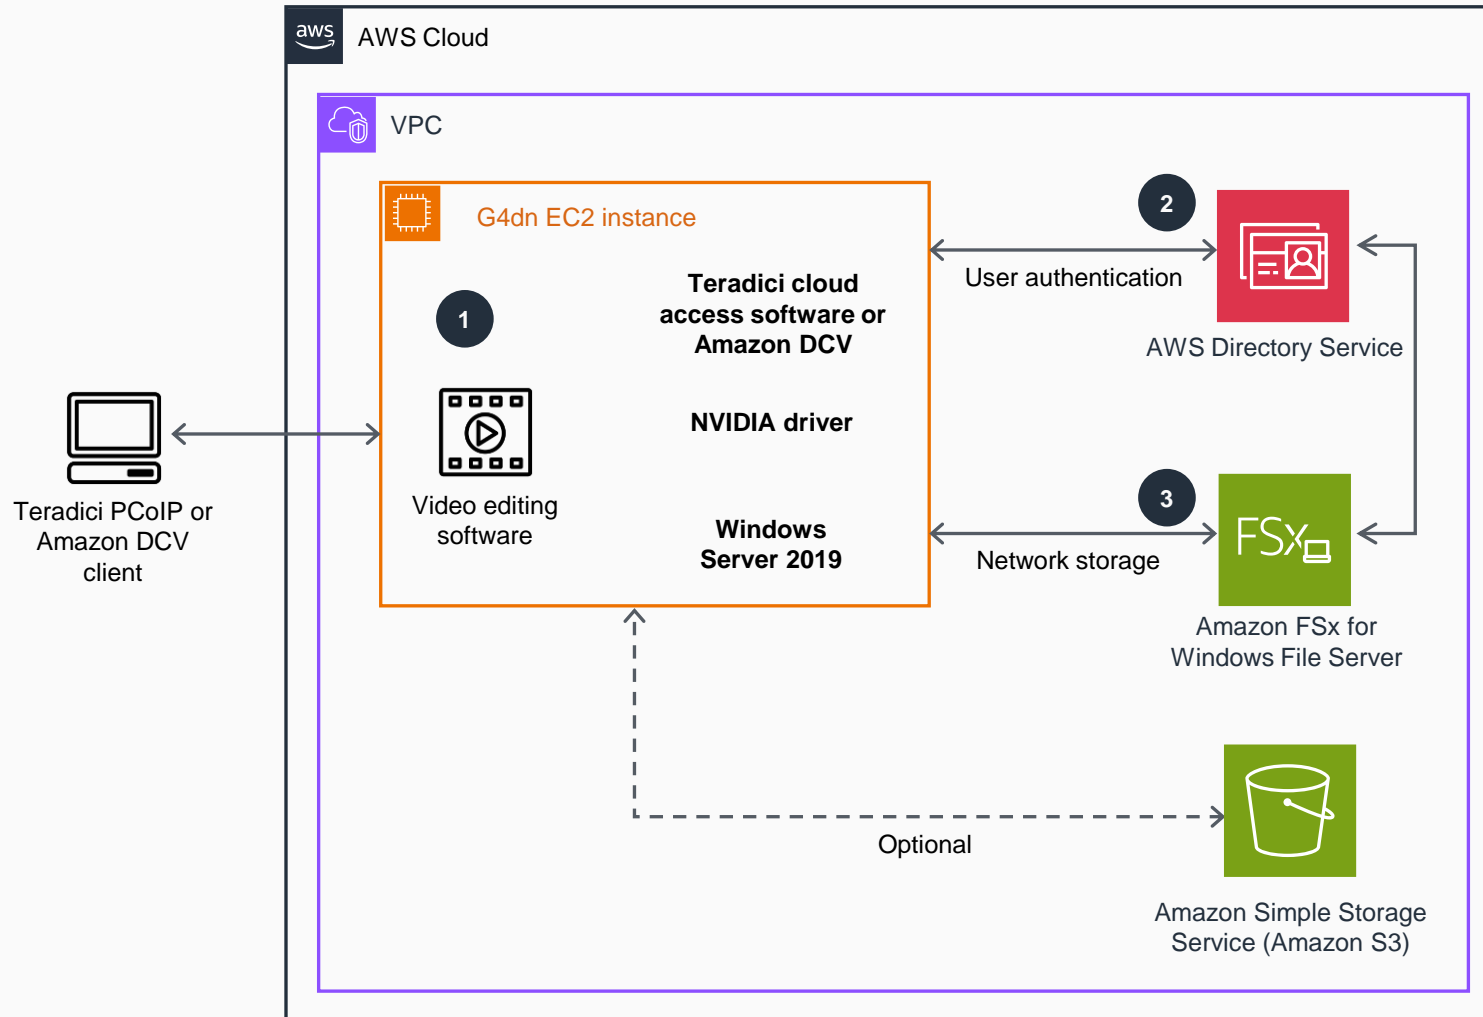 aws
AWS Cloud
VPC
G4dn EC2 instance
1
Teradici cloud
access software or
Amazon DCV
NVIDIA driver
Windows
Server 2019
Video editing
software
Teradici PCoIP or
Amazon DCV
client
2
User authentication
AWS Directory Service
3
Network storage
FSx
Amazon FSx for
Windows File Server
Optional
Amazon Simple Storage
Service (Amazon S3)